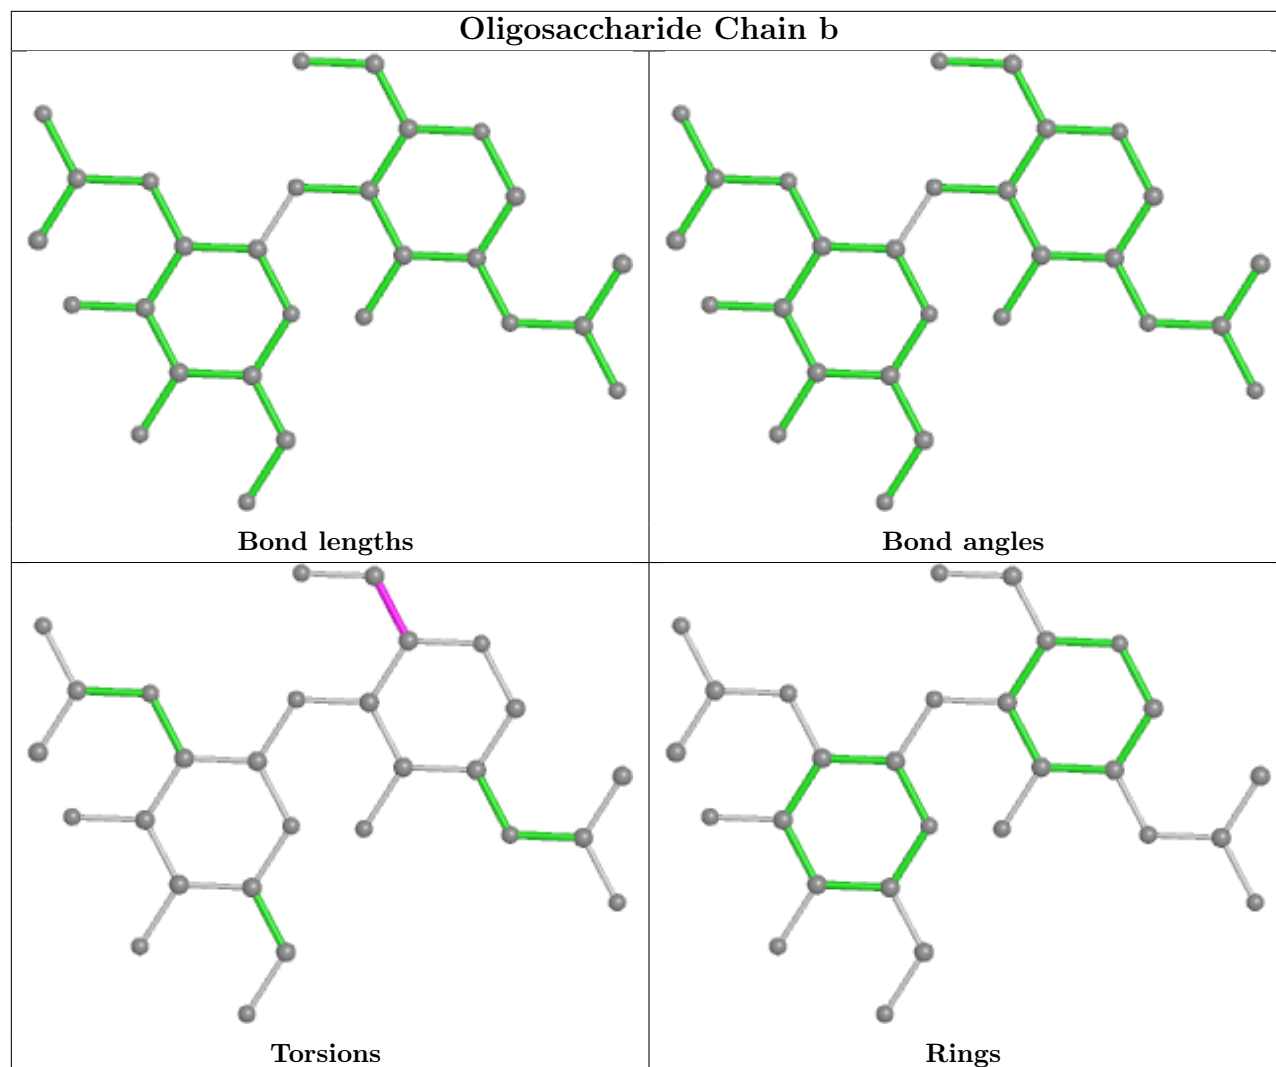 Oligosaccharide Chain b
Bond lengths
Bond angles
Torsions
Rings